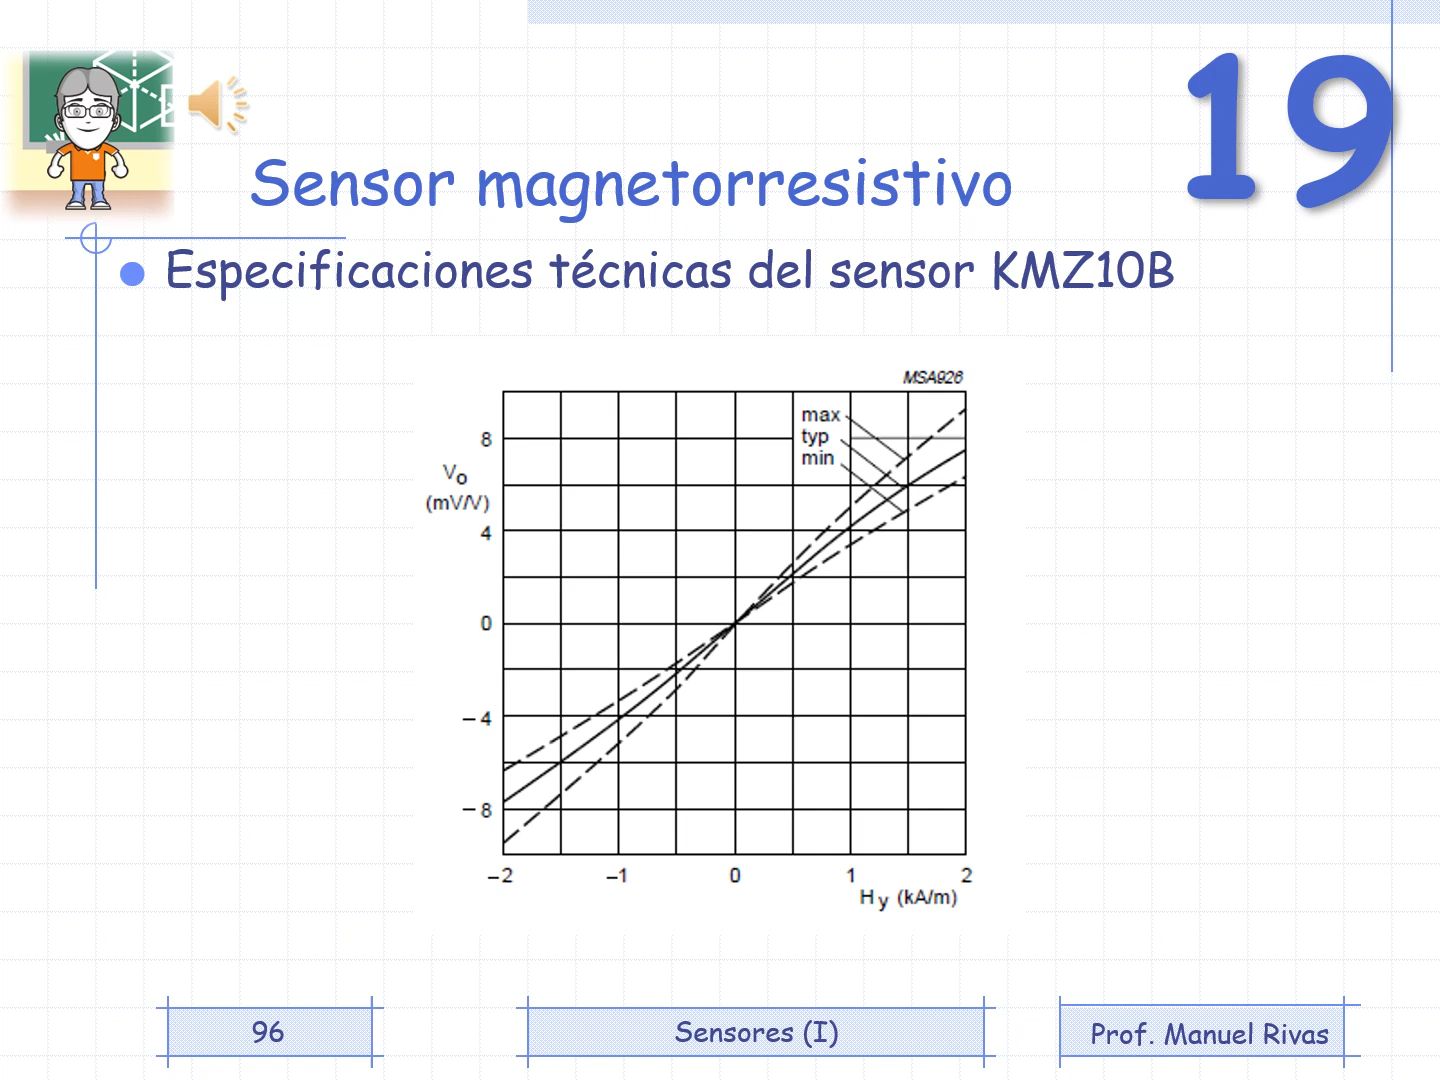 19
Sensor magnetorresistivo
Especificaciones técnicas del sensor KMZ10B
MSA926
max
typ
min
8
Vo
(mV/V)
4
0
–4
–8
–2 –1 0 1 2
Hy (kA/m)
96 Sensores (I) Prof. Manuel Rivas